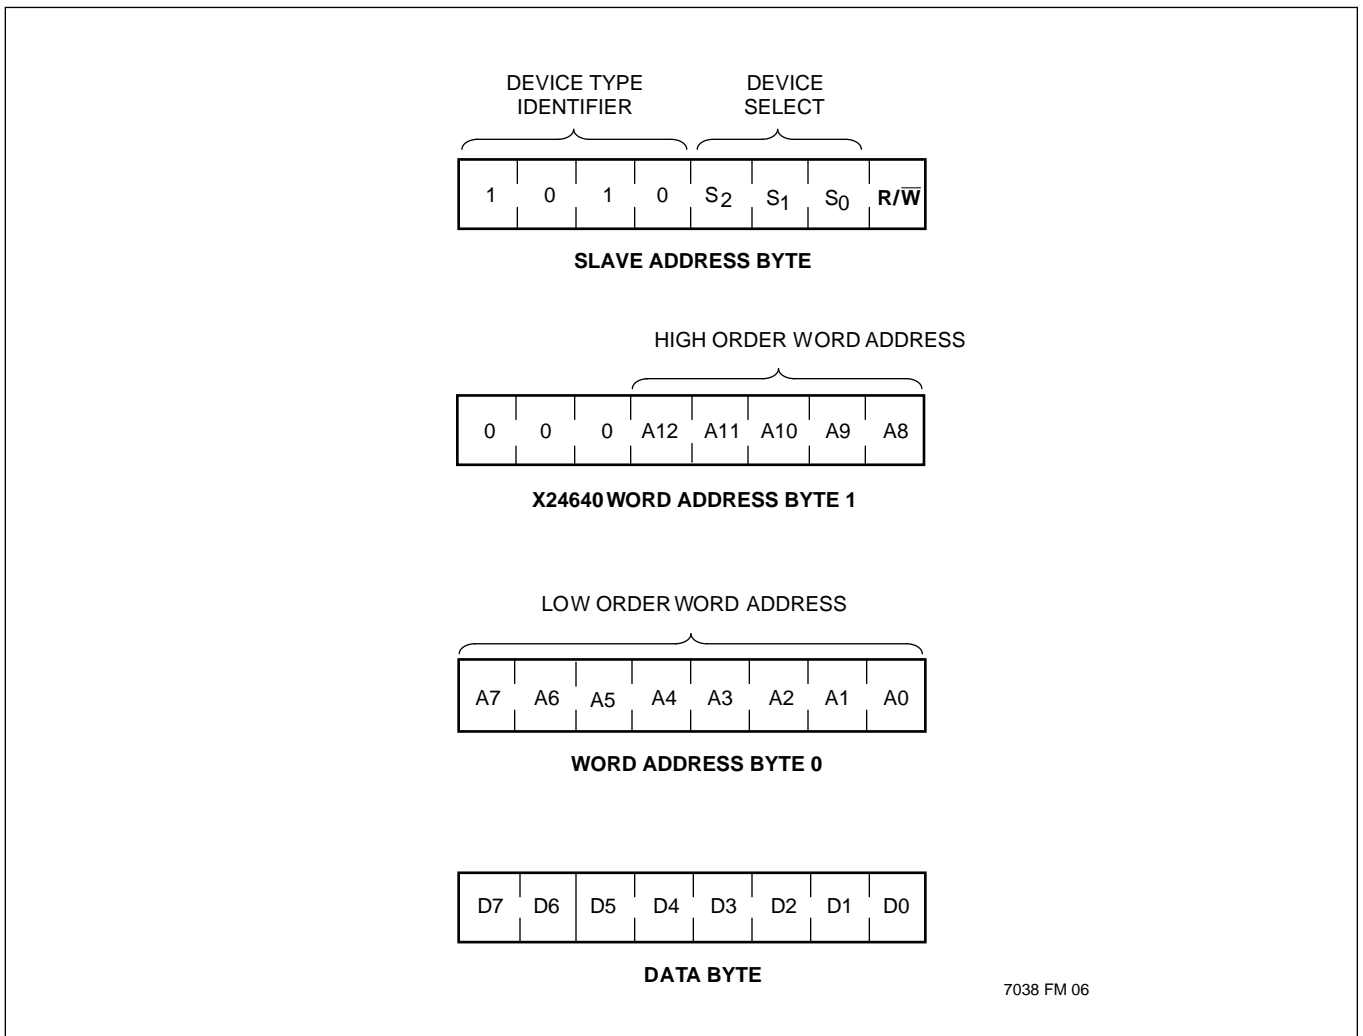 DEVICE TYPE IDENTIFIER
DEVICE SELECT
1 0 1 0 S2 S1 S0 R/W̅
SLAVE ADDRESS BYTE
HIGH ORDER WORD ADDRESS
0 0 0 A12 A11 A10 A9 A8
X24640 WORD ADDRESS BYTE 1
LOW ORDER WORD ADDRESS
A7 A6 A5 A4 A3 A2 A1 A0
WORD ADDRESS BYTE 0
D7 D6 D5 D4 D3 D2 D1 D0
DATA BYTE
7038 FM 06